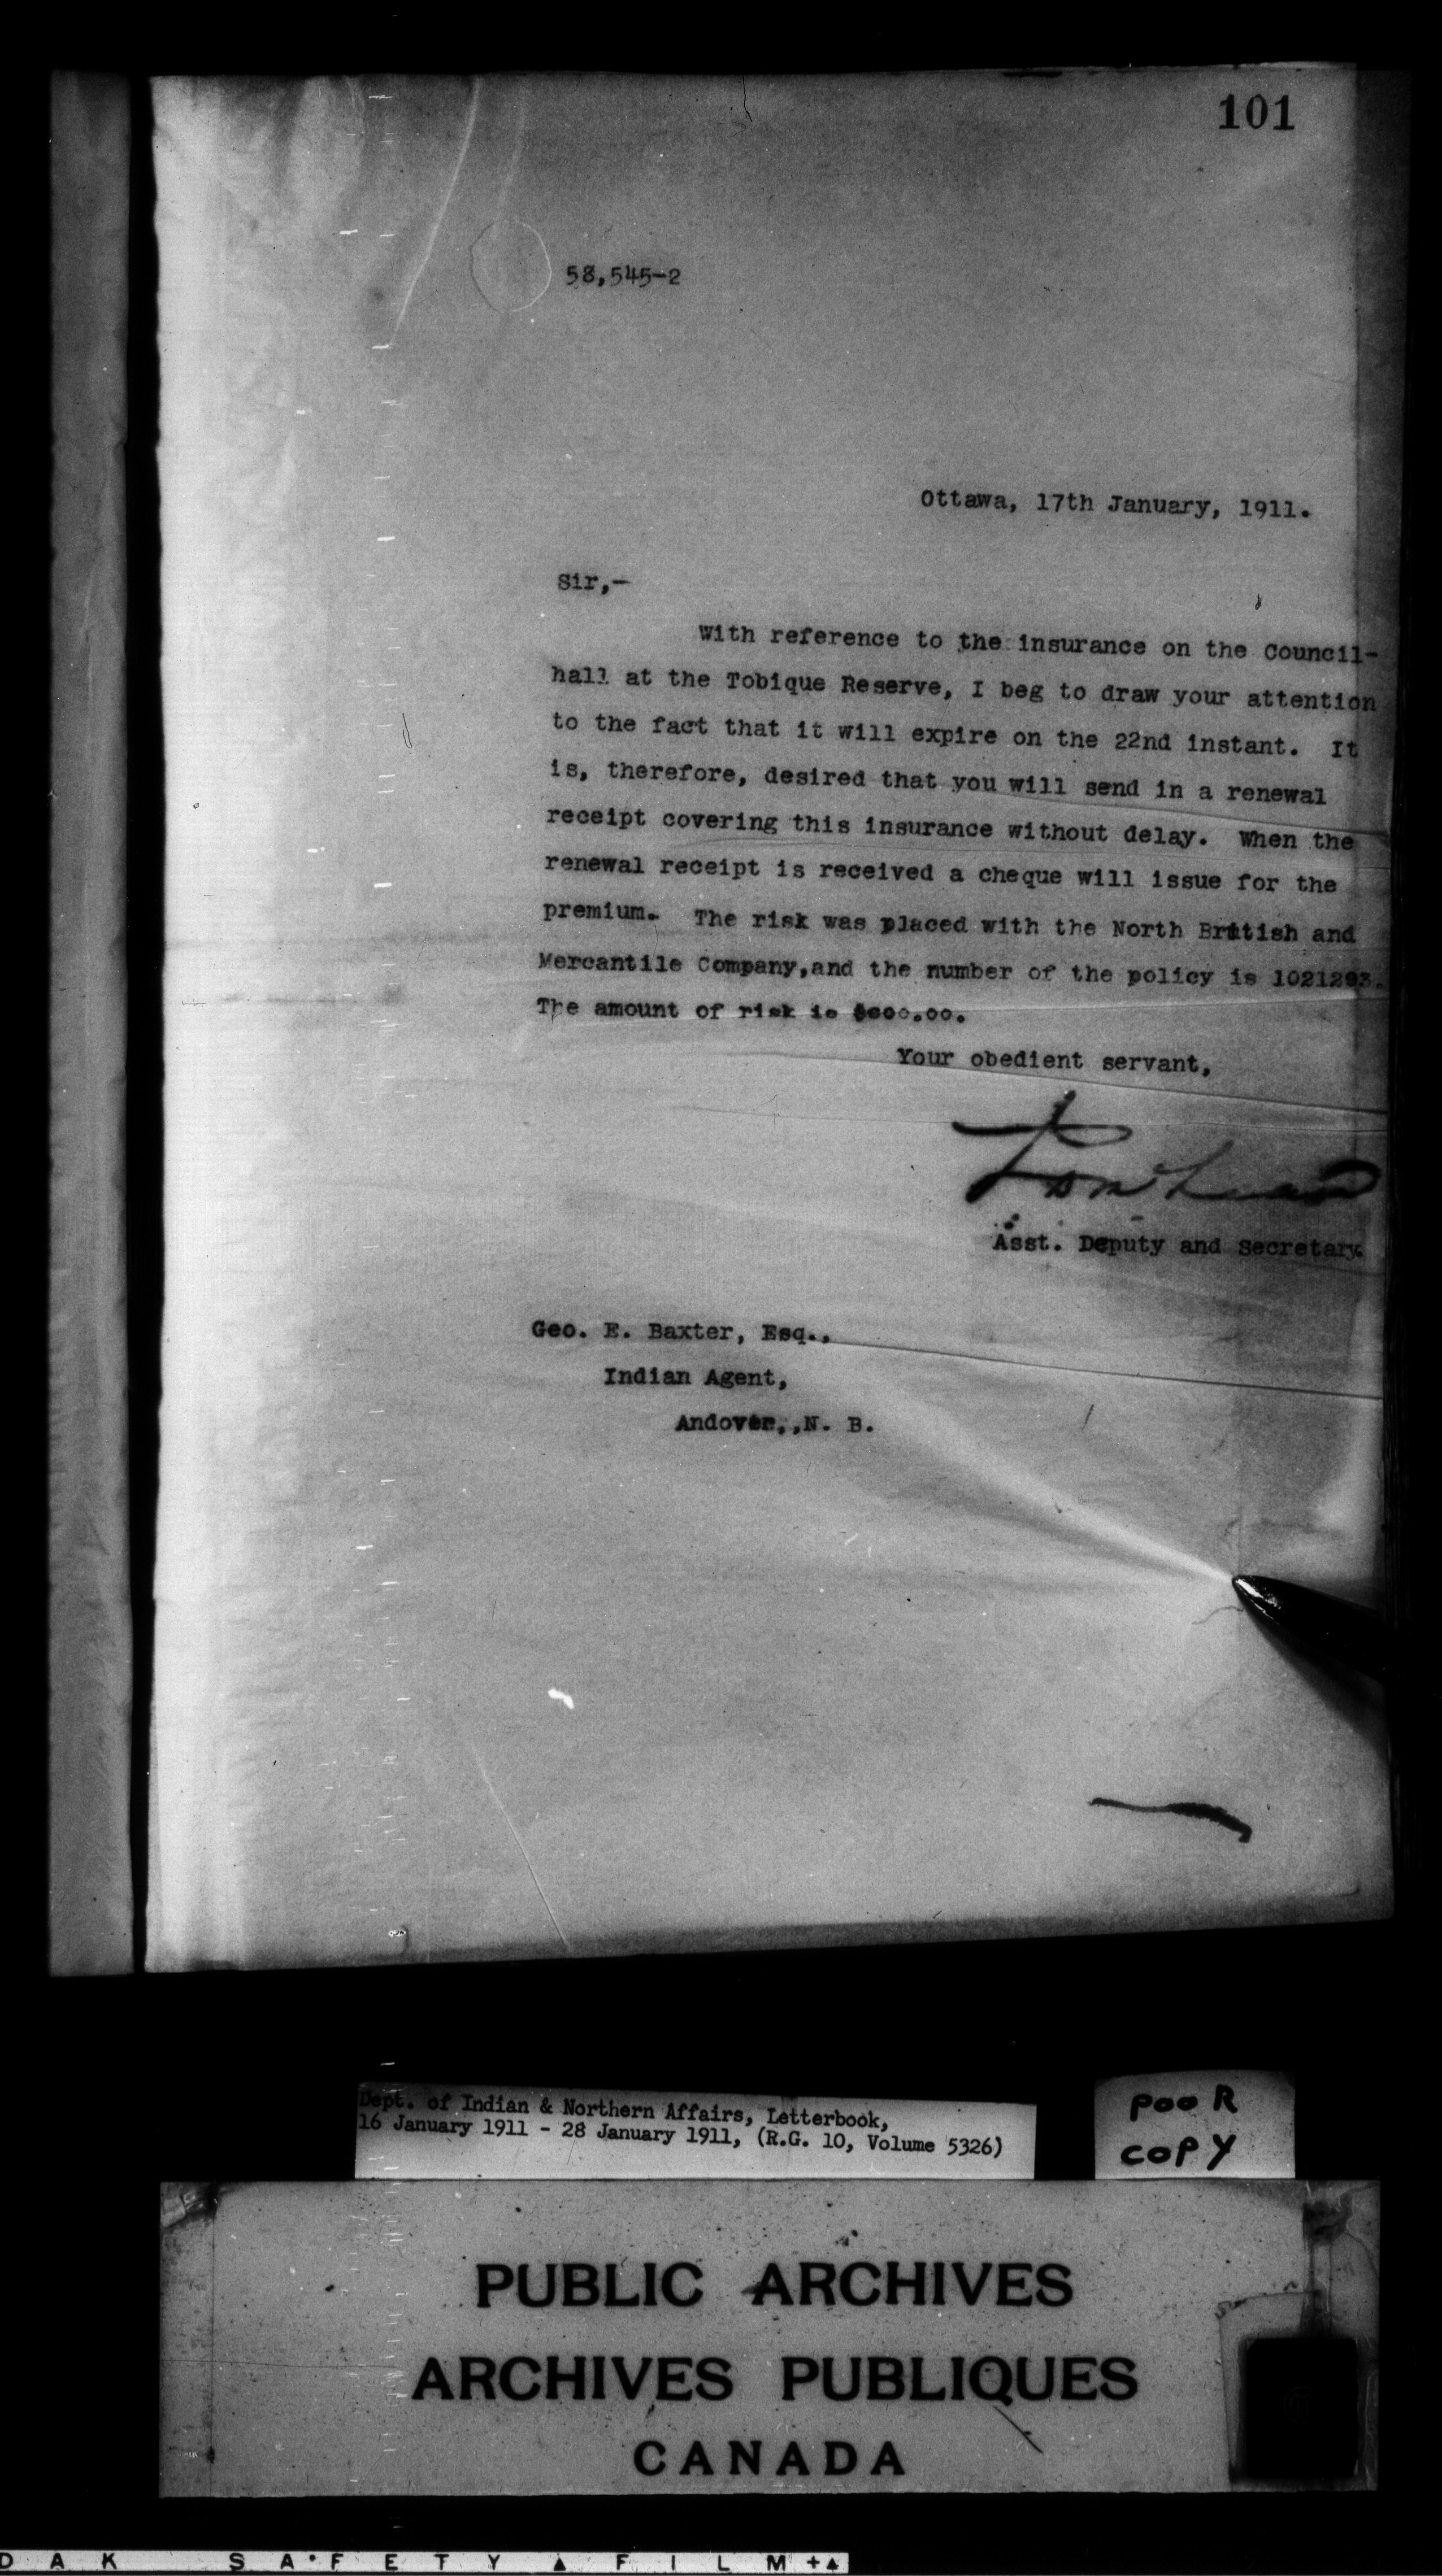 101
58,545-2
Ottawa, 17th January, 1911.
Sir,-
With reference to the insurance on the Council-
hall at the Tobique Reserve, I beg to draw your attention
to the fact that it will expire on the 22nd instant. It
is, therefore, desired that you will send in a renewal
receipt covering this insurance without delay. When the
renewal receipt is received a cheque will issue for the
premium. The risk was placed with the North British and
Mercantile Company,and the number of the policy is 1021293.
The amount of risk is
Your obedient servant,
Asst. Deputy and Secretary.
Geo. E. Baxter, Esq.,
Indian Agent,
Andover,,N. B.
Dept. of Indian & Northern Affairs, Letterbook,
16 January 1911 - 28 January 1911, (R.G. 10, Volume 5326)
POOR
COPY
PUBLIC ARCHIVES
ARCHIVES PUBLIQUES
CANADA
DAK SAFETY FILM